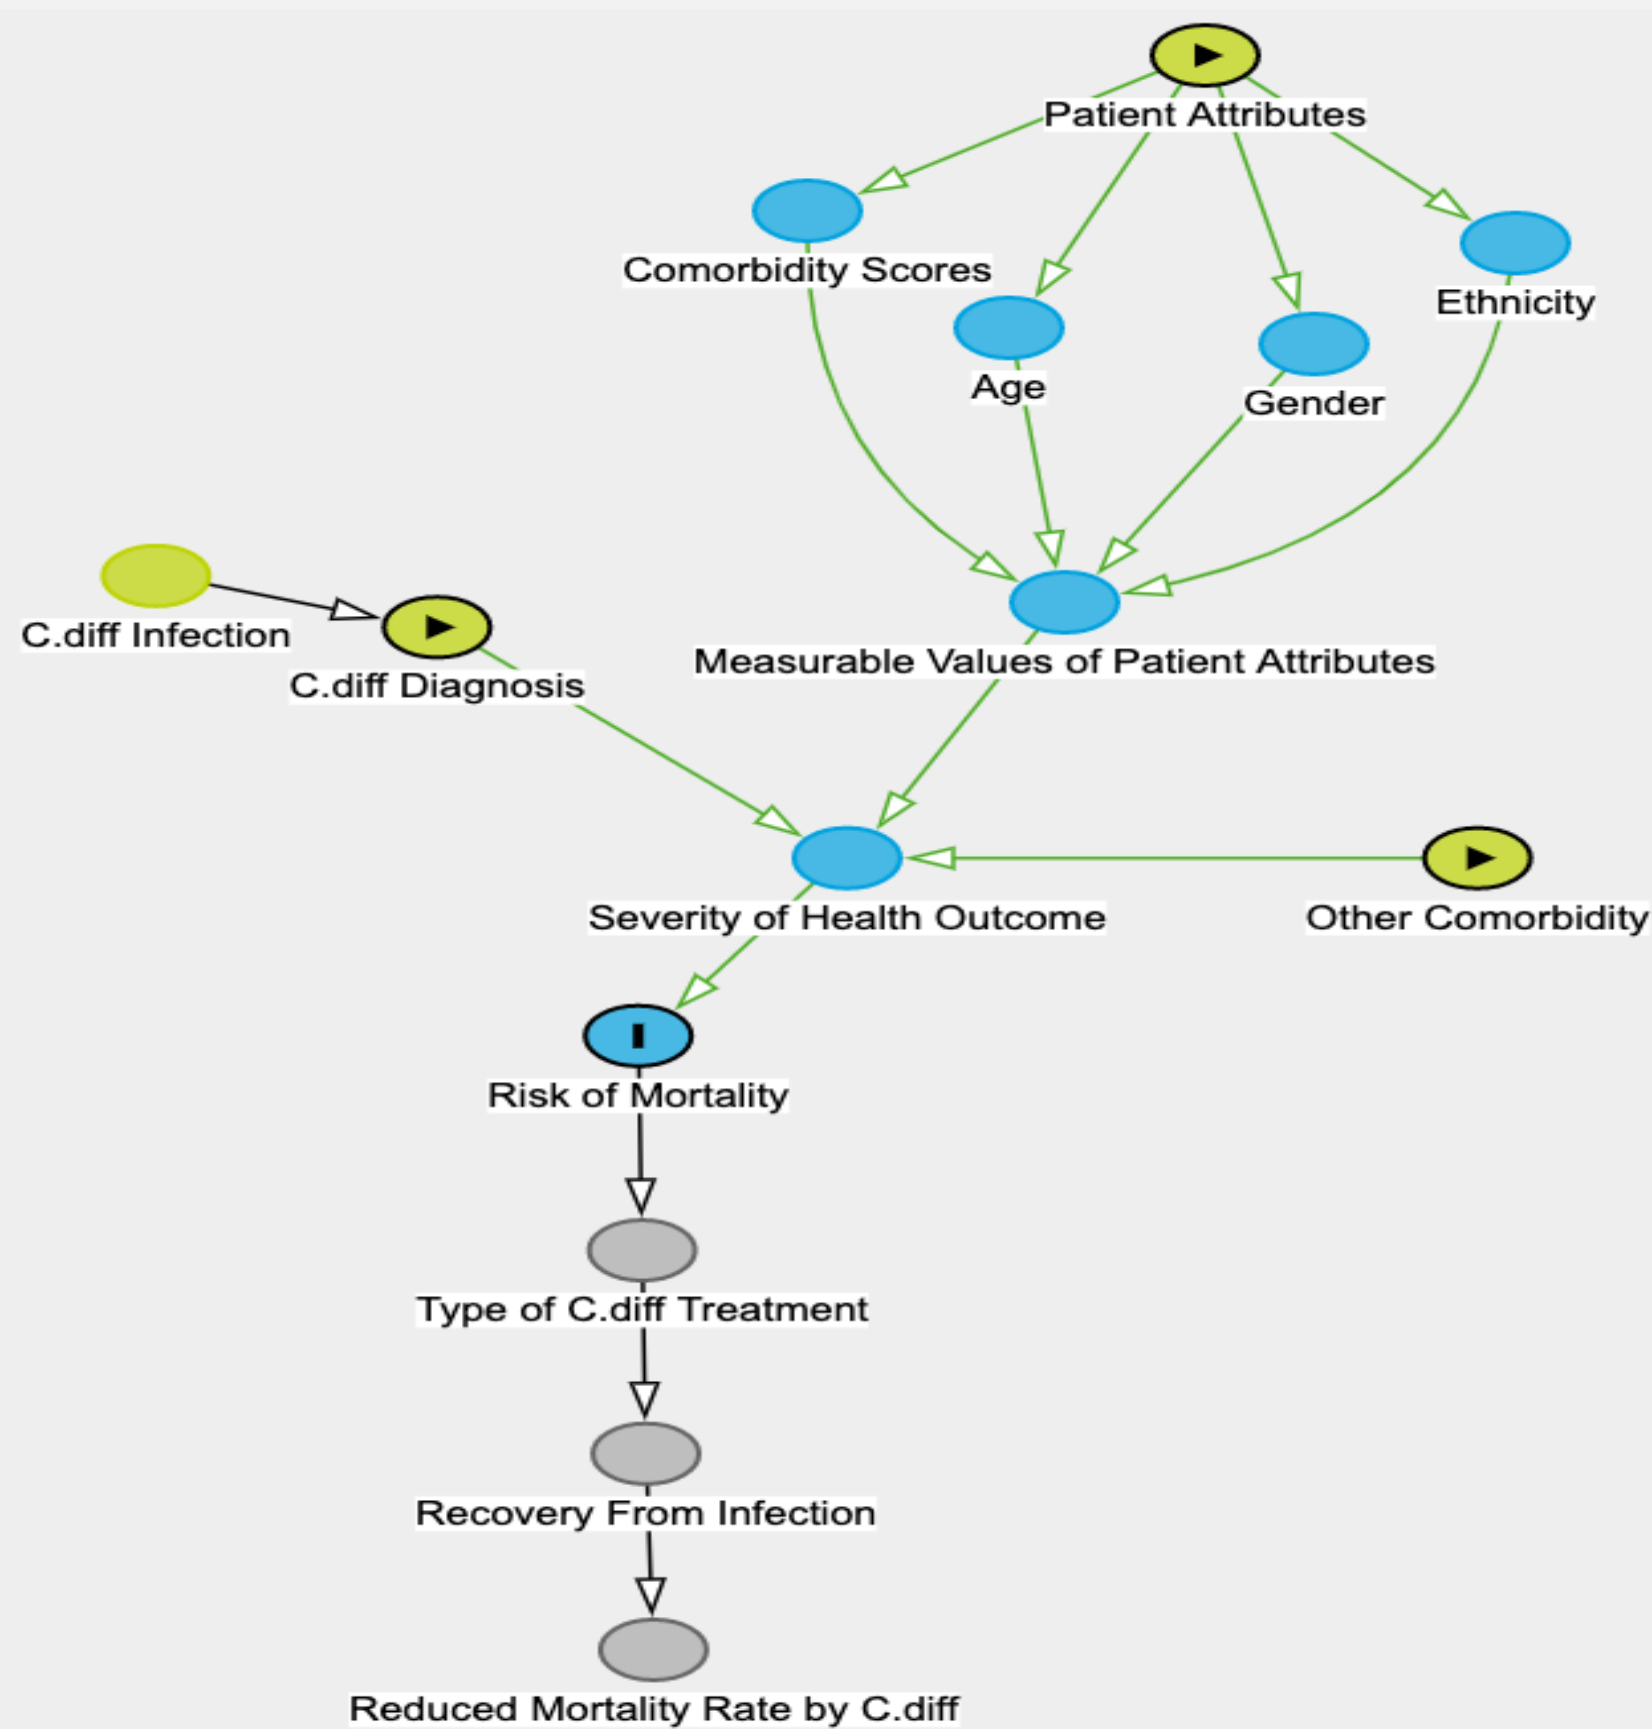 Patient Attributes
Comorbidity Scores
Ethnicity
Age
Gender
C.diff Infection
C.diff Diagnosis
Measurable Values of Patient Attributes
Severity of Health Outcome
Other Comorbidity
Risk of Mortality
Type of C.diff Treatment
Recovery From Infection
Reduced Mortality Rate by C.diff